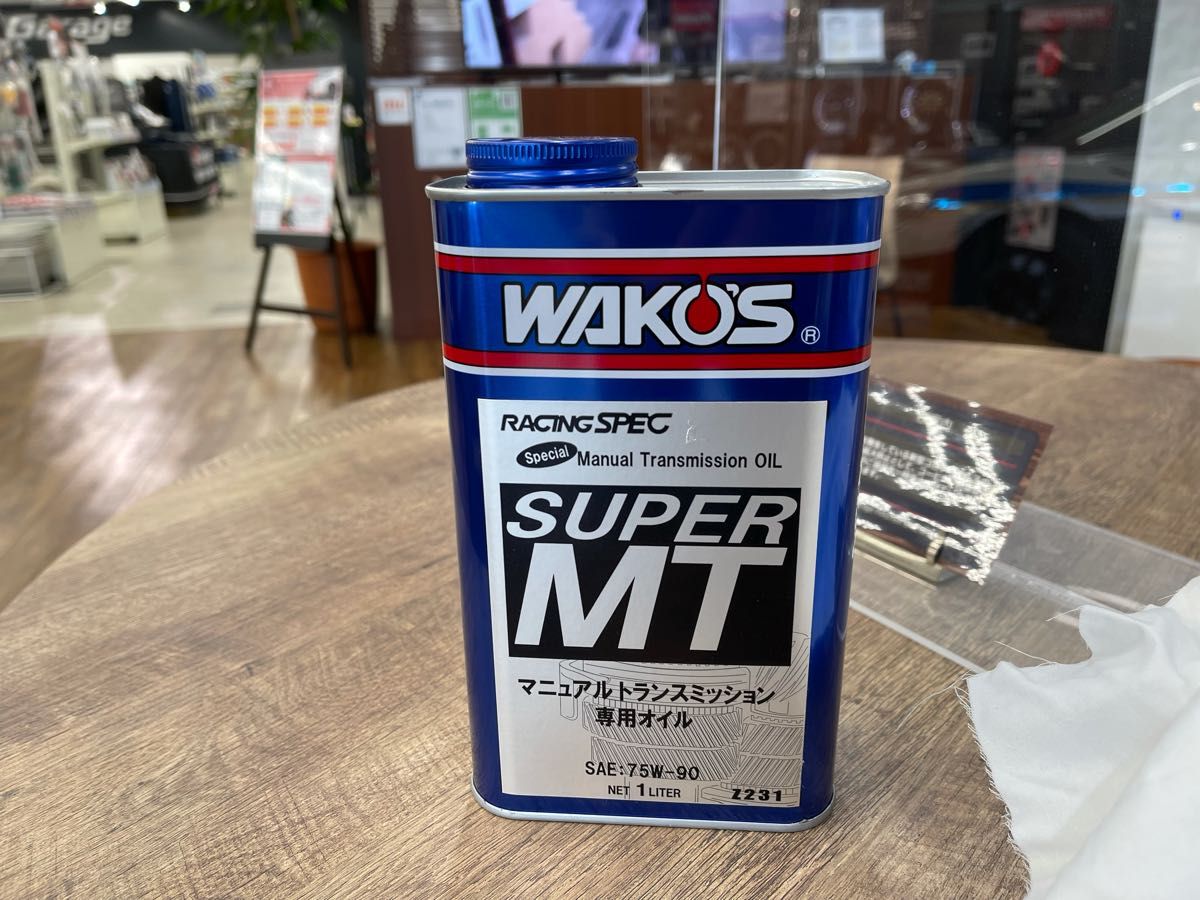 Garage
WAKO'S®
RACING SPEC
Special Manual Transmission OIL
SUPER
MT
マニュアルトランスミッション
専用オイル
SAE:75W-90
NET 1 LITER Z231